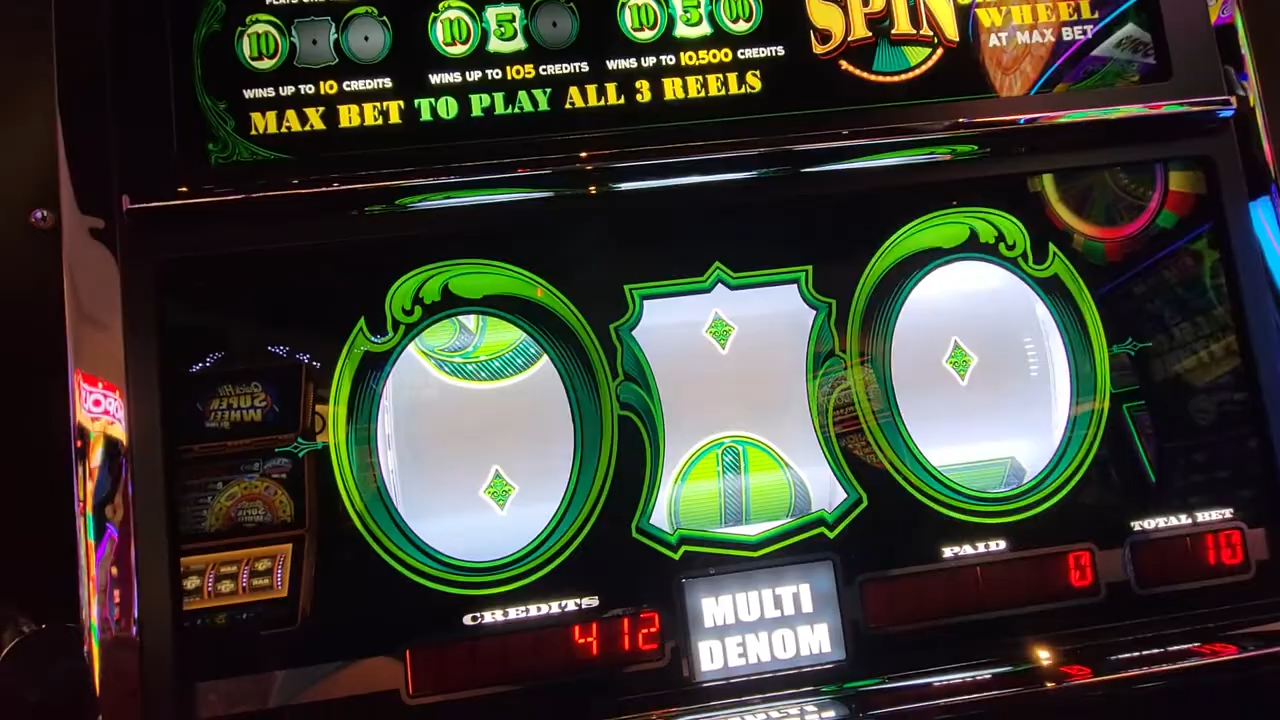 10
10 5
10 5 00
SPIN
WHEEL
AT MAX BET
WINS UP TO 10 CREDITS
WINS UP TO 105 CREDITS
WINS UP TO 10,500 CREDITS
MAX BET TO PLAY ALL 3 REELS
CREDITS
412
MULTI
DENOM
PAID
0
TOTAL BET
10